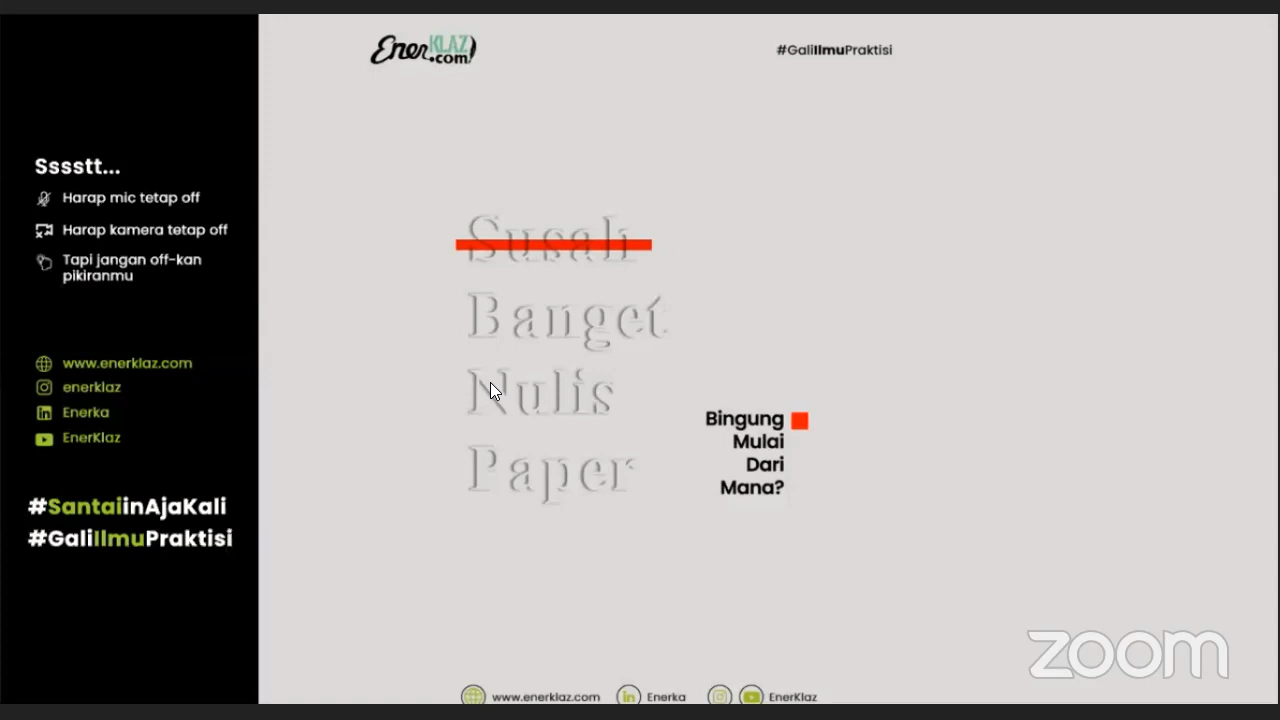 Sssstt...
Harap mic tetap off
Harap kamera tetap off
Tapi jangan off-kan
pikiranmu
www.enerklaz.com
enerklaz
Enerka
EnerKlaz
#SantaiinAjaKali
#GaliIlmuPraktisi
EnerKLAZ.com!
#GaliIlmuPraktisi
Susah
Banget
Nulis
Paper
Bingung
Mulai
Dari
Mana?
www.enerklaz.com Enerka EnerKlaz
zoom